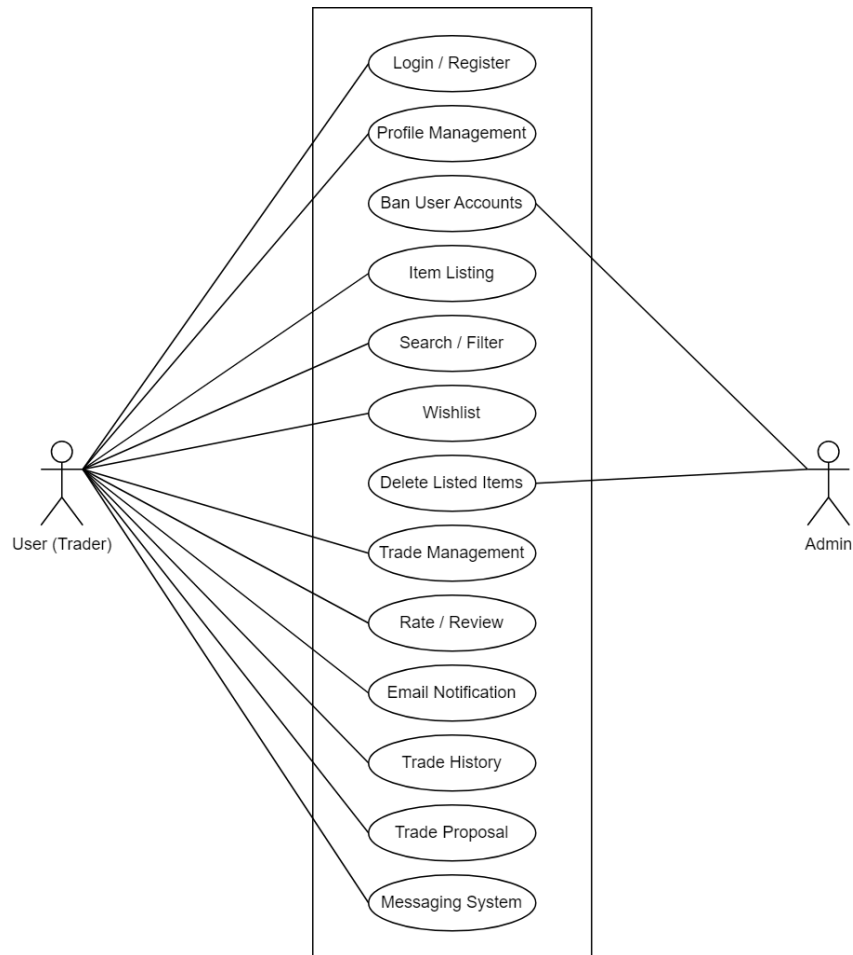 Login / Register
Profile Management
Ban User Accounts
Item Listing
Search / Filter
Wishlist
Delete Listed Items
User (Trader)
Admin
Trade Management
Rate / Review
Email Notification
Trade History
Trade Proposal
Messaging System